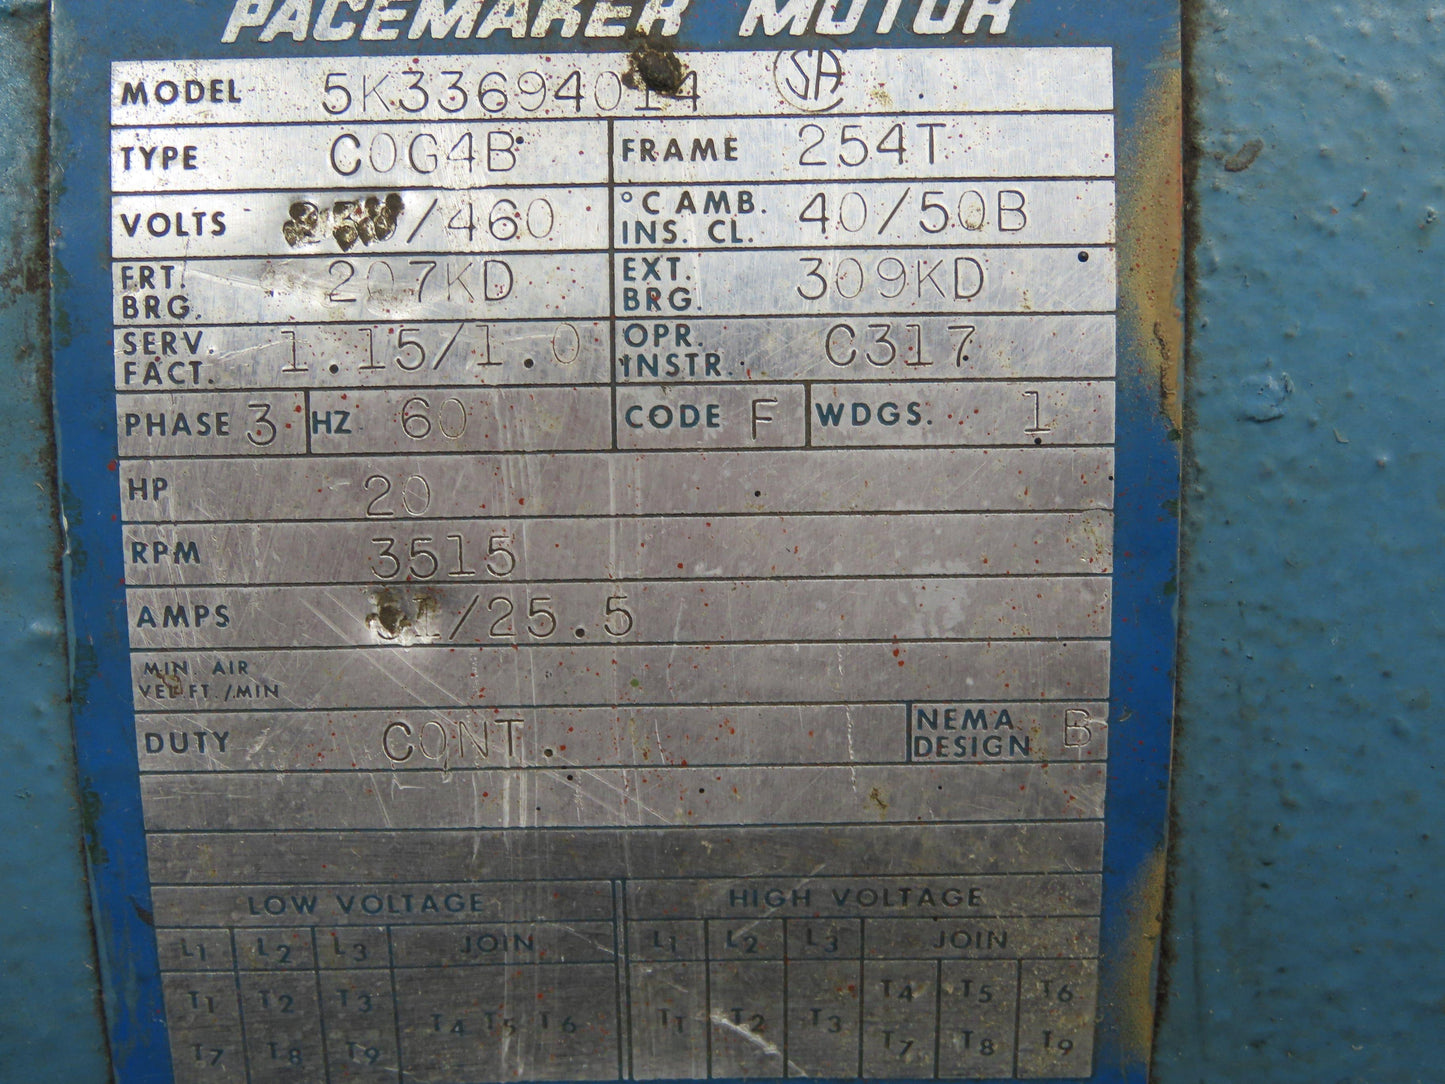 PACEMAKER MOTOR
MODEL 5K33694014 SA
TYPE COG4B FRAME 254T
VOLTS /460 °C AMB. INS. CL. 40/50B
FRT. BRG. 207KD EXT. BRG. 309KD
SERV. FACT. 1.15/1.0 OPR. INSTR. C317
PHASE 3 HZ 60 CODE F WDGS. 1
HP 20
RPM 3515
AMPS /25.5
MIN. AIR
VEL.FT./MIN
DUTY CONT. NEMA DESIGN B
LOW VOLTAGE HIGH VOLTAGE
L1 L2 L3 JOIN L1 L2 L3 JOIN
T1 T2 T3 T4 T5 T6 T1 T2 T3 T4 T5 T6
T7 T8 T9 T7 T8 T9